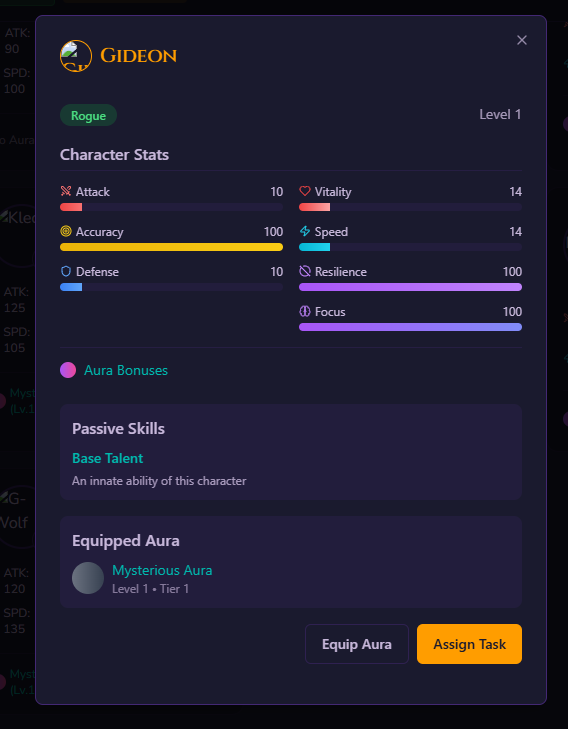 ATK:
90
SPD:
100
o Aura
Klee
ATK:
125
SPD:
105
Myst
(Lv.1
G-
Wolf
ATK:
120
SPD:
135
Myst
(Lv.1
GIDEON
Rogue
Level 1
Character Stats
Attack 10
Vitality 14
Accuracy 100
Speed 14
Defense 10
Resilience 100
Focus 100
Aura Bonuses
Passive Skills
Base Talent
An innate ability of this character
Equipped Aura
Mysterious Aura
Level 1 • Tier 1
Equip Aura
Assign Task